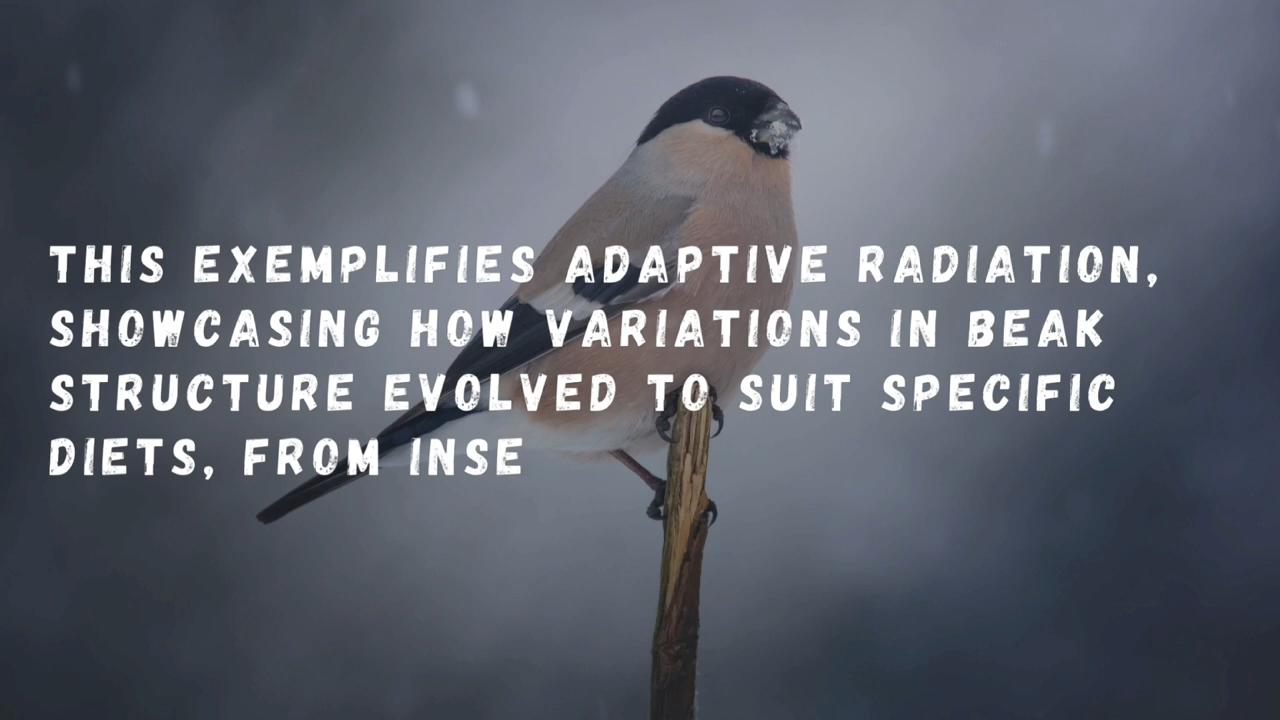 THIS EXEMPLIFIES ADAPTIVE RADIATION,
SHOWCASING HOW VARIATIONS IN BEAK
STRUCTURE EVOLVED TO SUIT SPECIFIC
DIETS, FROM INSE